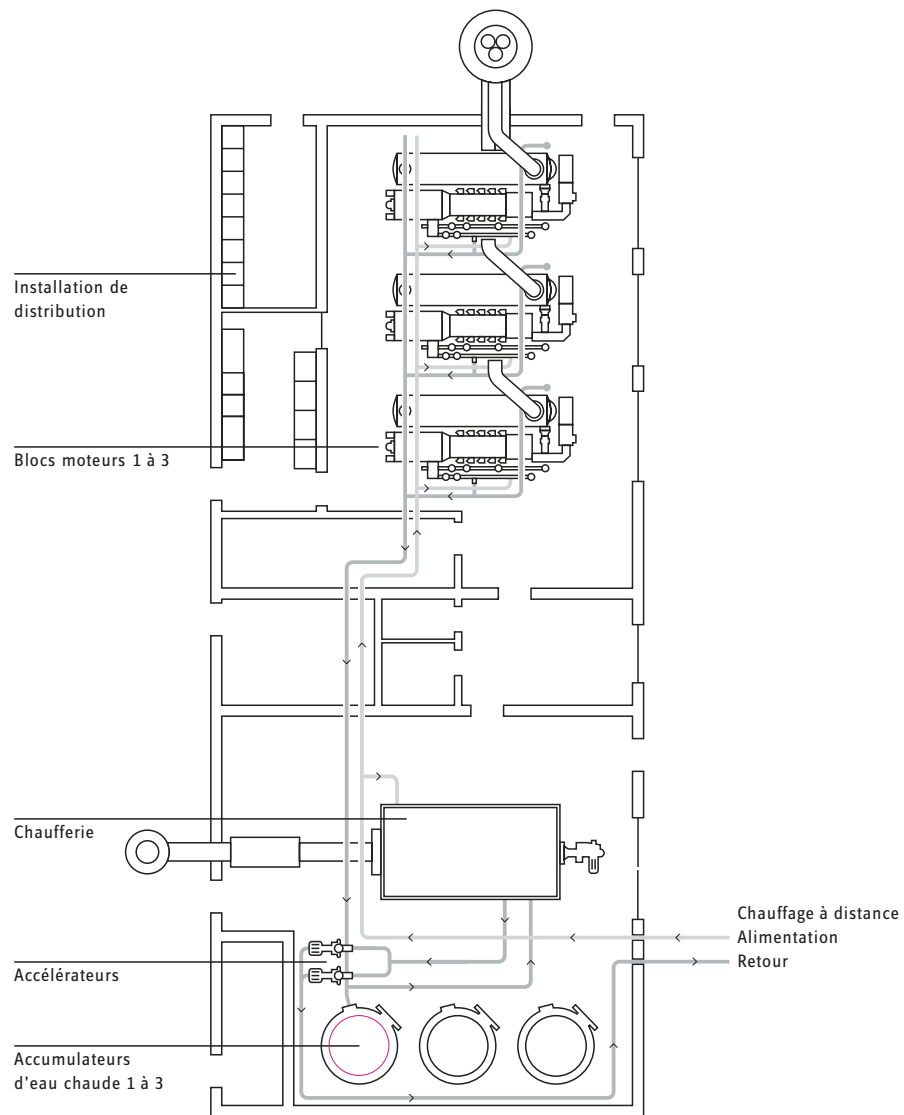 Installation de
distribution
Blocs moteurs 1 à 3
Chaufferie
Chauffage à distance
Alimentation
Retour
Accélérateurs
Accumulateurs
d'eau chaude 1 à 3